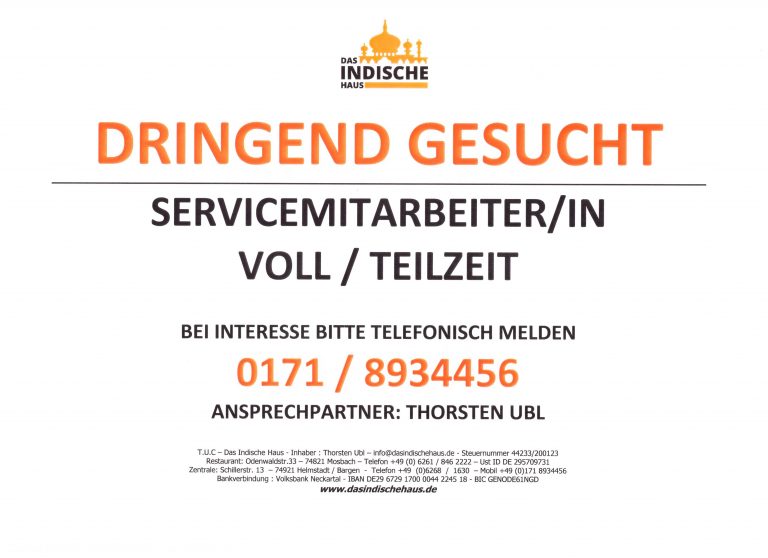 DAS
INDISCHE
HAUS
DRINGEND GESUCHT
SERVICEMITARBEITER/IN
VOLL / TEILZEIT
BEI INTERESSE BITTE TELEFONISCH MELDEN
0171 / 8934456
ANSPRECHPARTNER: THORSTEN UBL
T.U.C – Das Indische Haus - Inhaber : Thorsten Ubl – info@dasindischehaus.de - Steuernummer 44233/200123
Restaurant: Odenwaldstr.33 – 74821 Mosbach – Telefon +49 (0) 6261 / 846 2222 – Ust ID DE 295709731
Zentrale: Schillerstr. 13 – 74921 Helmstadt / Bargen - Telefon +49 (0)6268 / 1630 – Mobil +49 (0)171 8934456
Bankverbindung : Volksbank Neckartal - IBAN DE29 6729 1700 0044 2245 18 - BIC GENODE61NGD
www.dasindischehaus.de